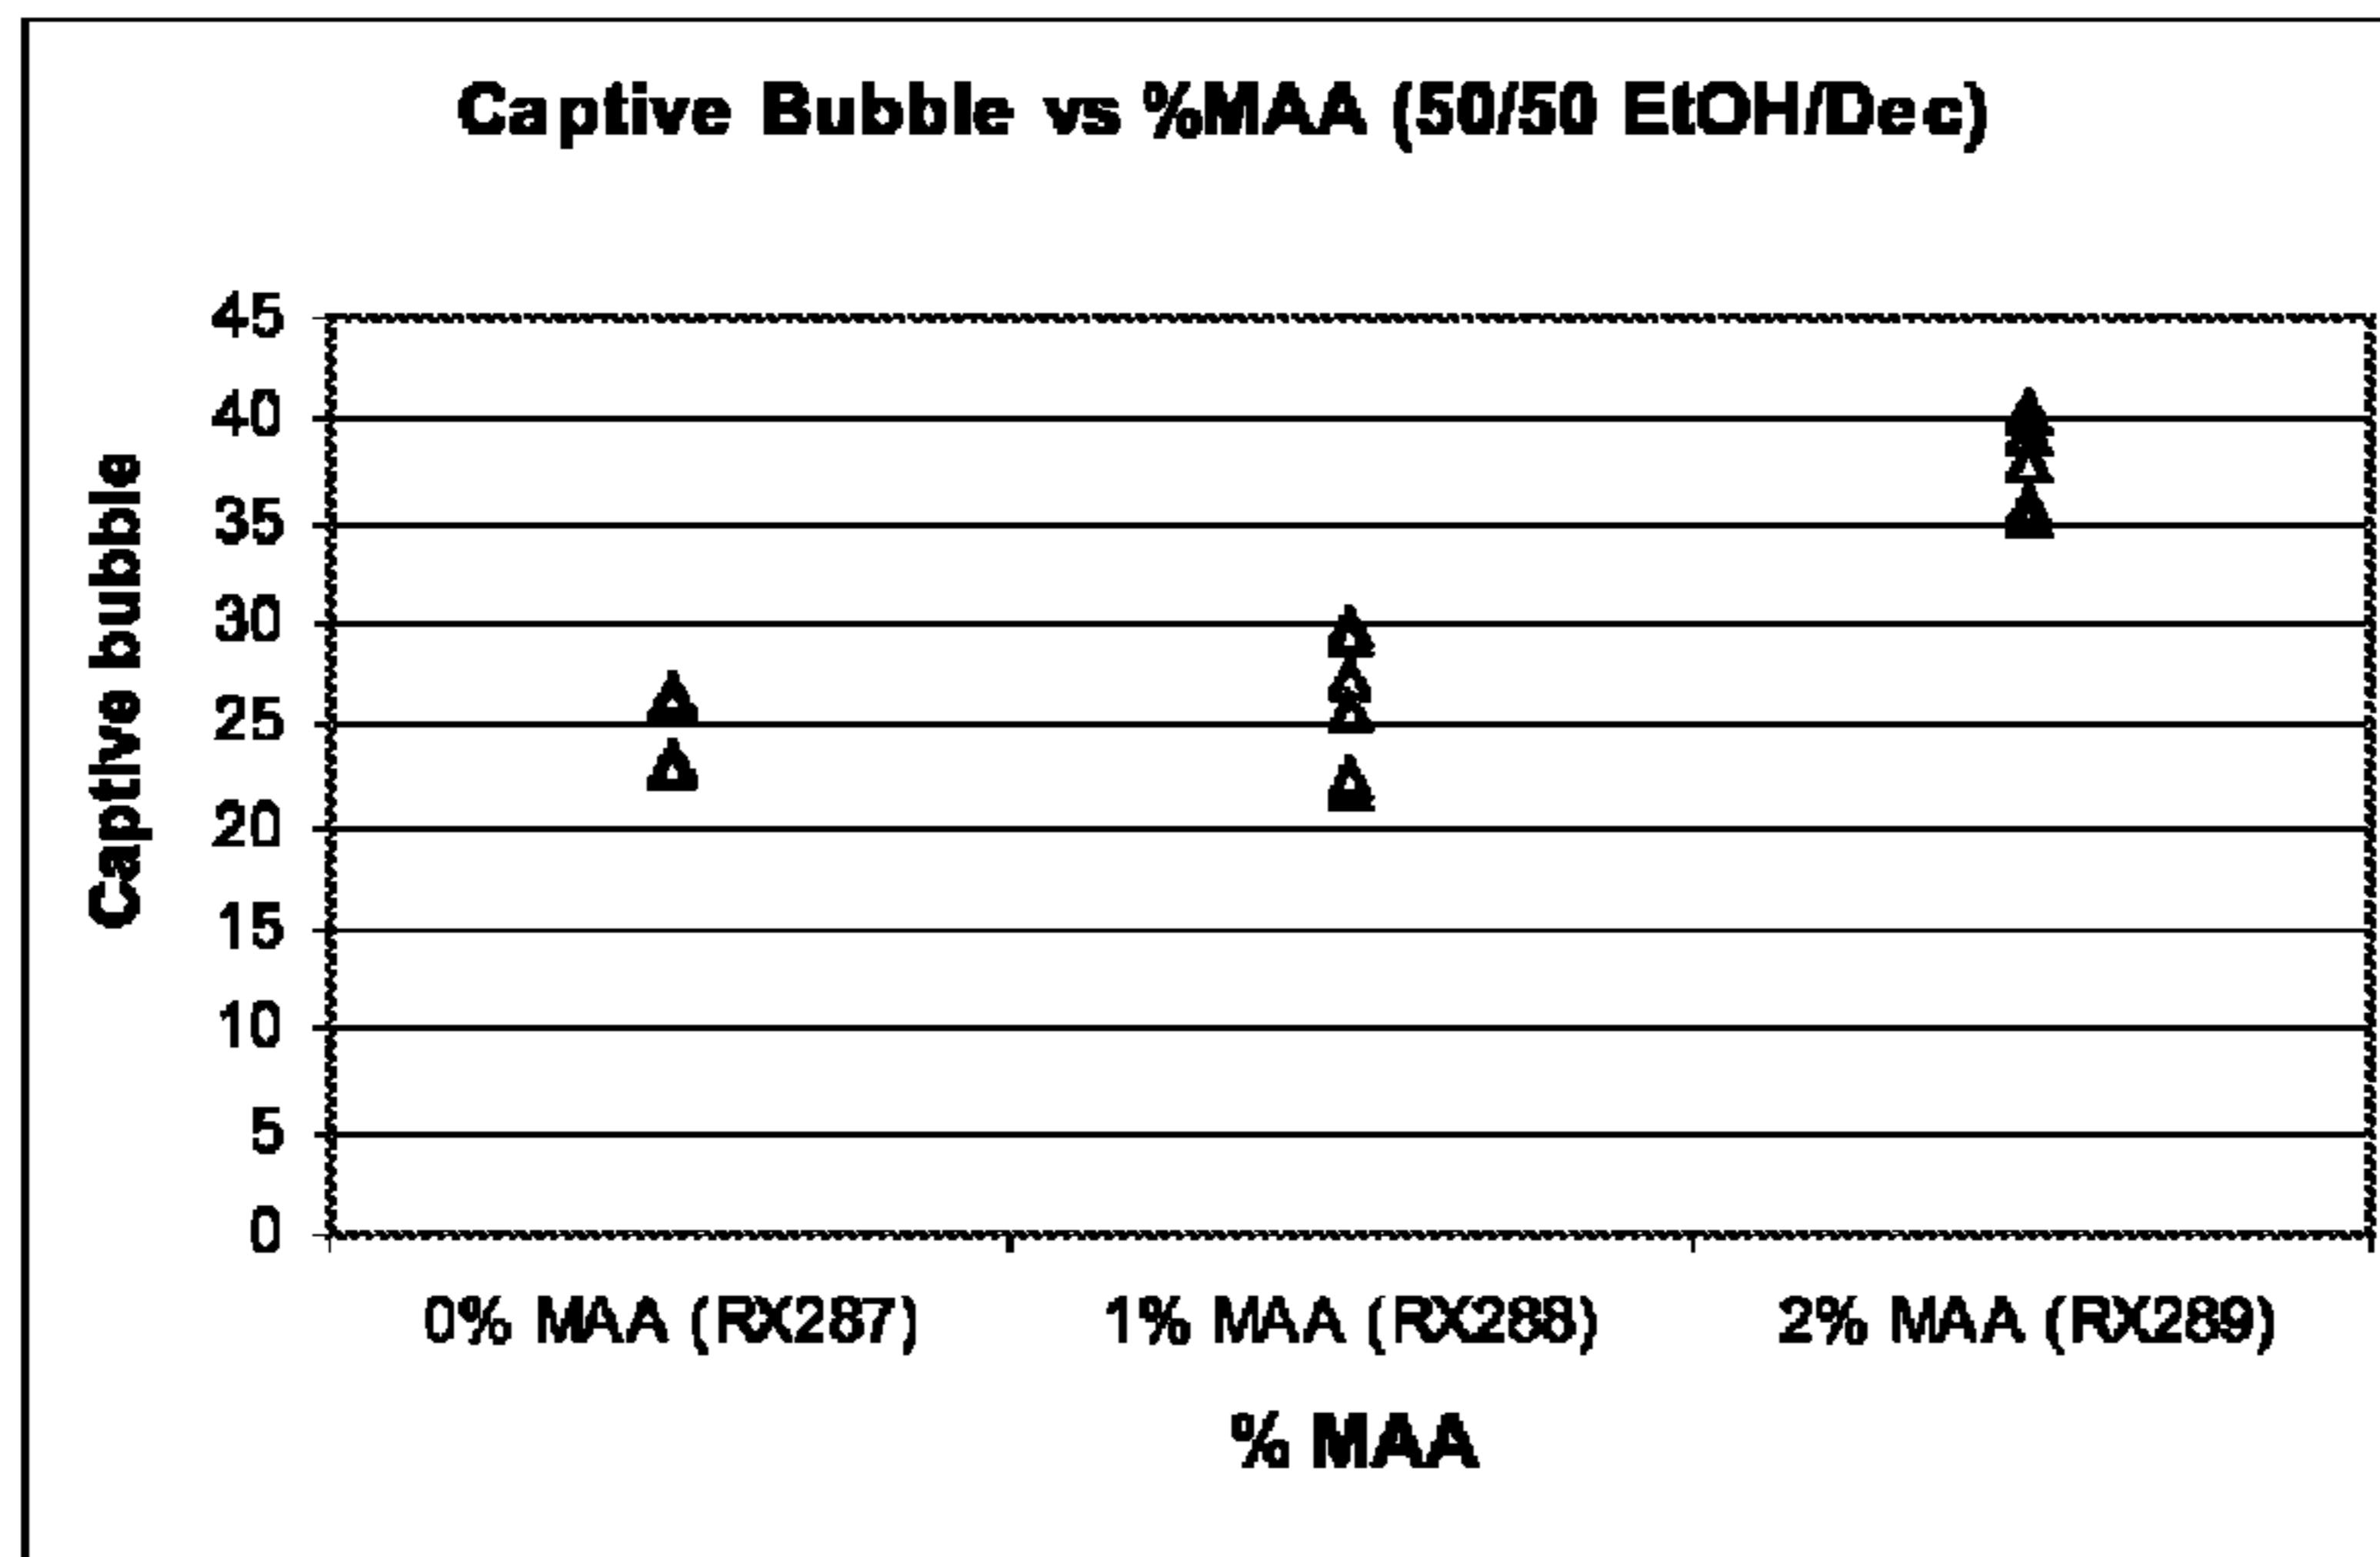 Captive Bubble vs %MAA (50/50 EtOH/Dec)
45
40
35
30
25
20
15
10
5
0
Captive bubble
0% MAA (RX287)
1% MAA (RX288)
2% MAA (RX289)
% MAA